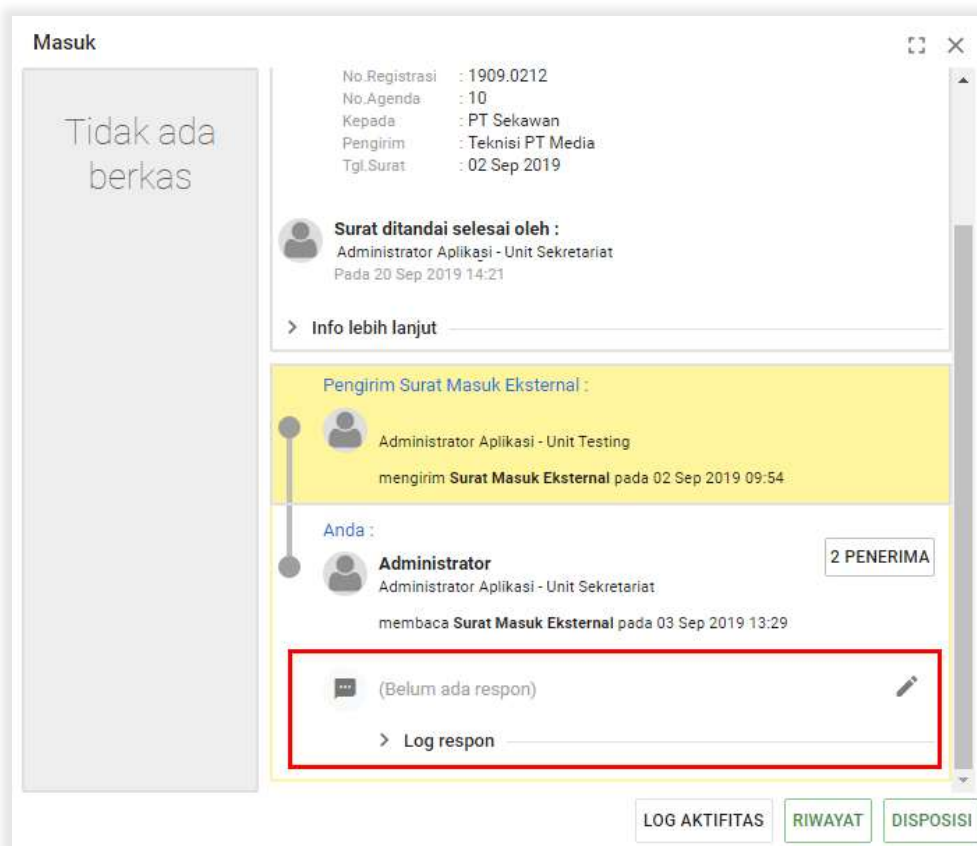 Masuk
Tidak ada
berkas
No.Registrasi : 1909.0212
No.Agenda : 10
Kepada : PT Sekawan
Pengirim : Teknisi PT Media
Tgl.Surat : 02 Sep 2019
Surat ditandai selesai oleh :
Administrator Aplikasi - Unit Sekretariat
Pada 20 Sep 2019 14:21
Info lebih lanjut
Pengirim Surat Masuk Eksternal :
Administrator Aplikasi - Unit Testing
mengirim Surat Masuk Eksternal pada 02 Sep 2019 09:54
Anda :
Administrator
2 PENERIMA
Administrator Aplikasi - Unit Sekretariat
membaca Surat Masuk Eksternal pada 03 Sep 2019 13:29
(Belum ada respon)
Log respon
LOG AKTIFITAS RIWAYAT DISPOSISI